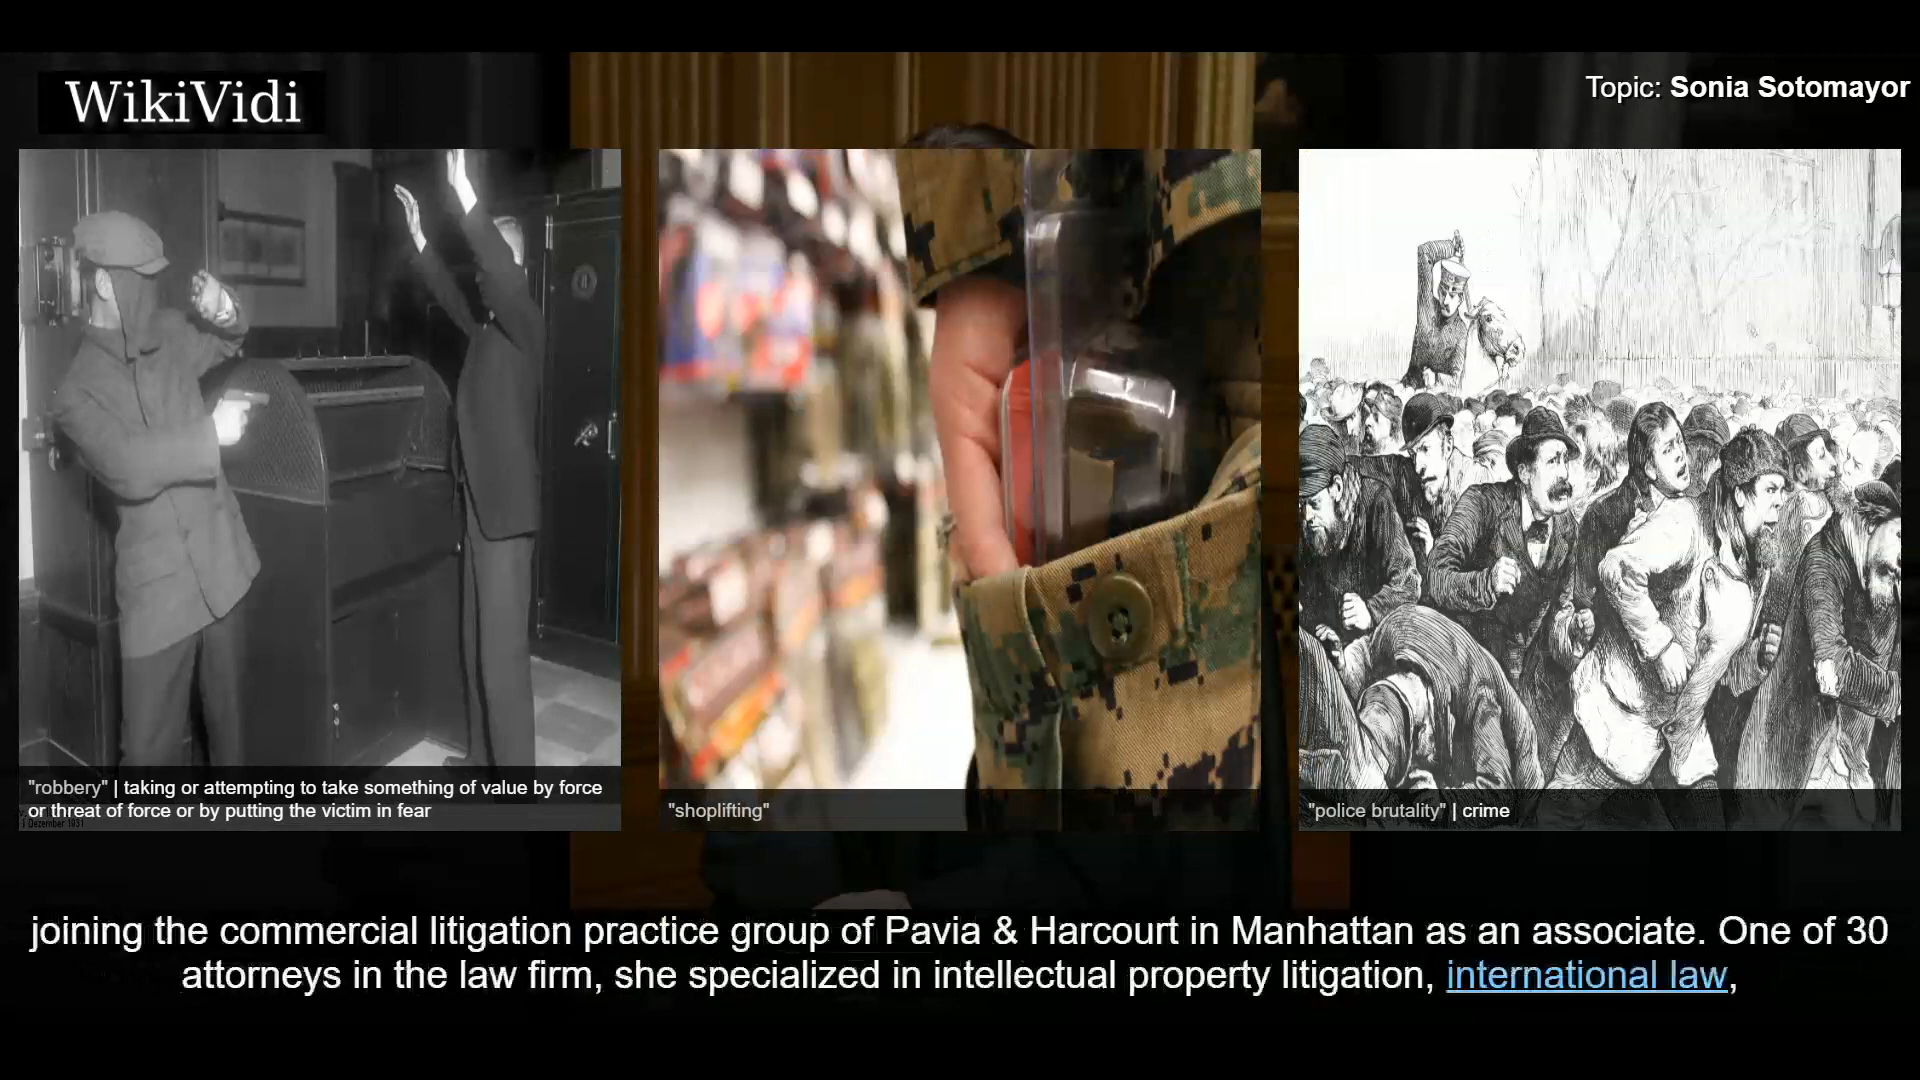 WikiVidi
Topic: Sonia Sotomayor
"robbery" | taking or attempting to take something of value by force
or threat of force or by putting the victim in fear
Dezember 1931
"shoplifting"
"police brutality" | crime
joining the commercial litigation practice group of Pavia & Harcourt in Manhattan as an associate. One of 30
attorneys in the law firm, she specialized in intellectual property litigation, international law,